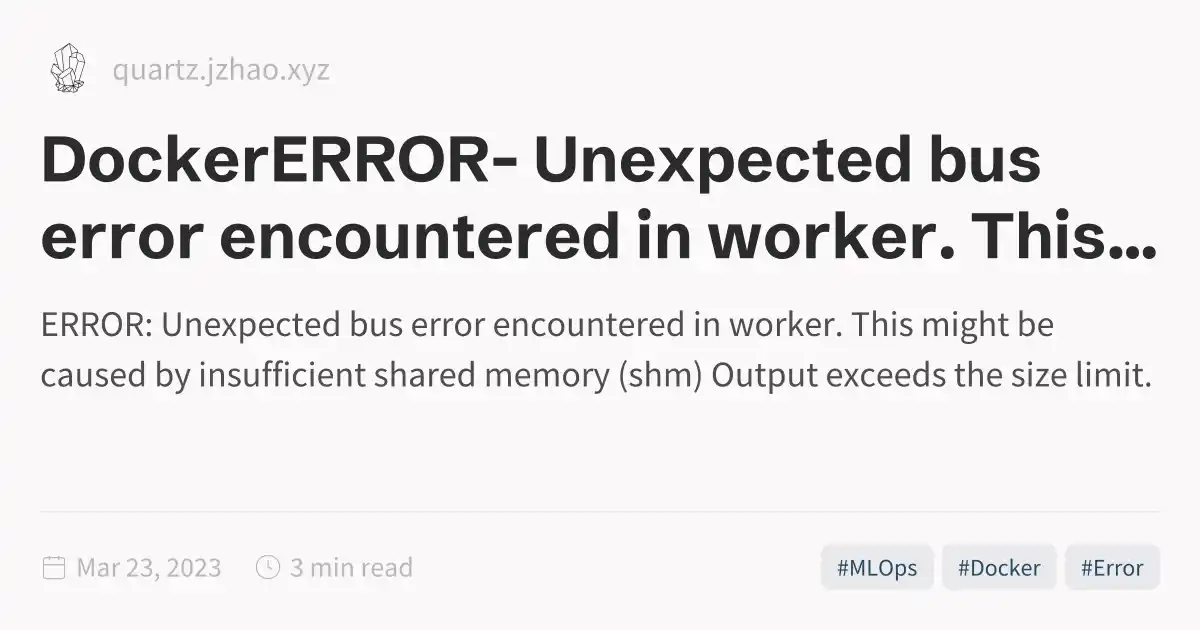 quartz.jzhao.xyz
DockerERROR- Unexpected bus
error encountered in worker. This...
ERROR: Unexpected bus error encountered in worker. This might be
caused by insufficient shared memory (shm) Output exceeds the size limit.
Mar 23, 2023 3 min read #MLOps #Docker #Error